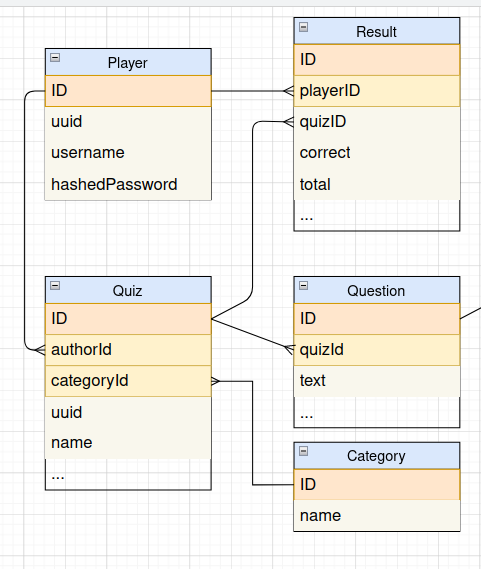 Player
ID
uuid
username
hashedPassword
Result
ID
playerID
quizID
correct
total
...
Quiz
ID
authorId
categoryId
uuid
name
...
Question
ID
quizId
text
...
Category
ID
name